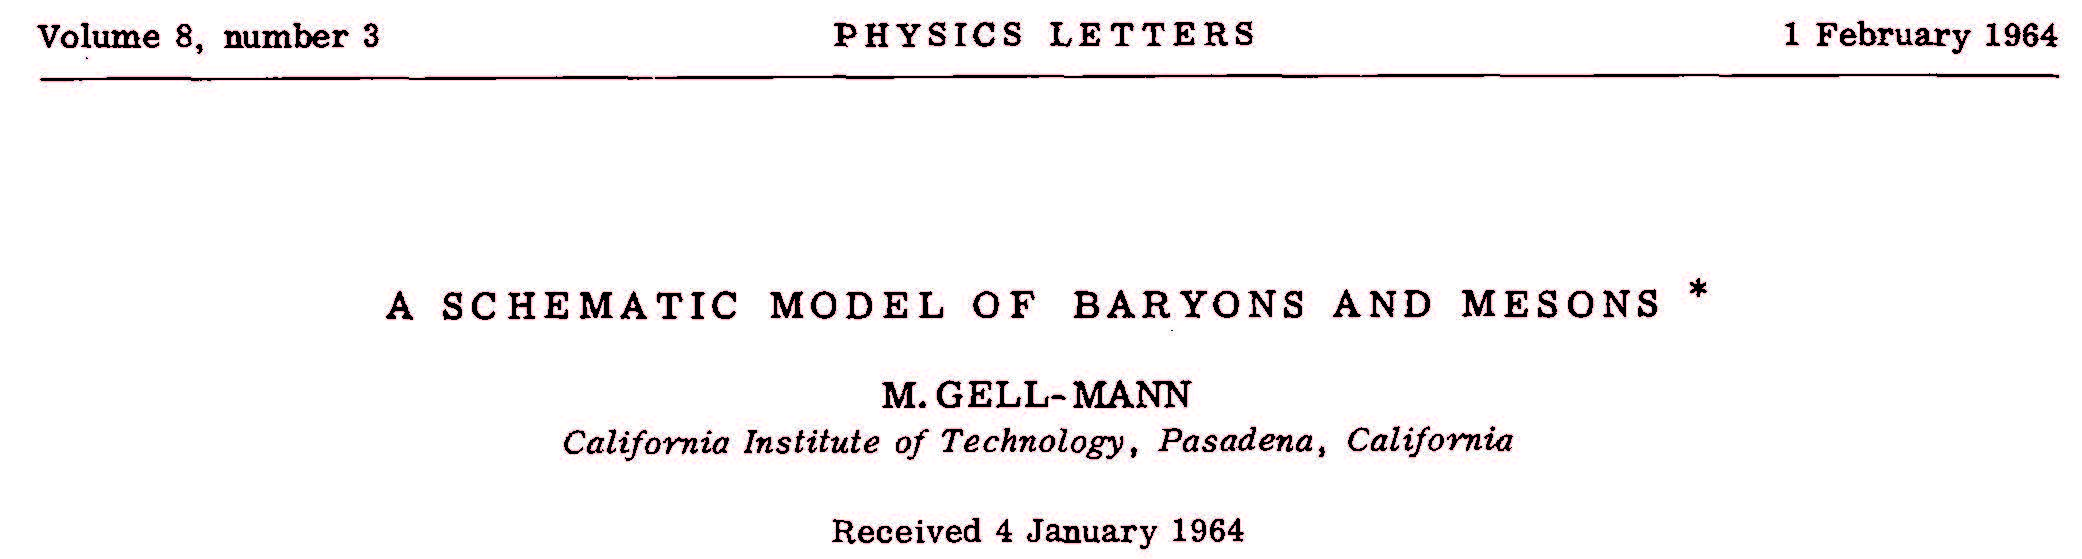 Volume 8, number 3 PHYSICS LETTERS 1 February 1964
A SCHEMATIC MODEL OF BARYONS AND MESONS *
M. GELL-MANN
California Institute of Technology, Pasadena, California
Received 4 January 1964